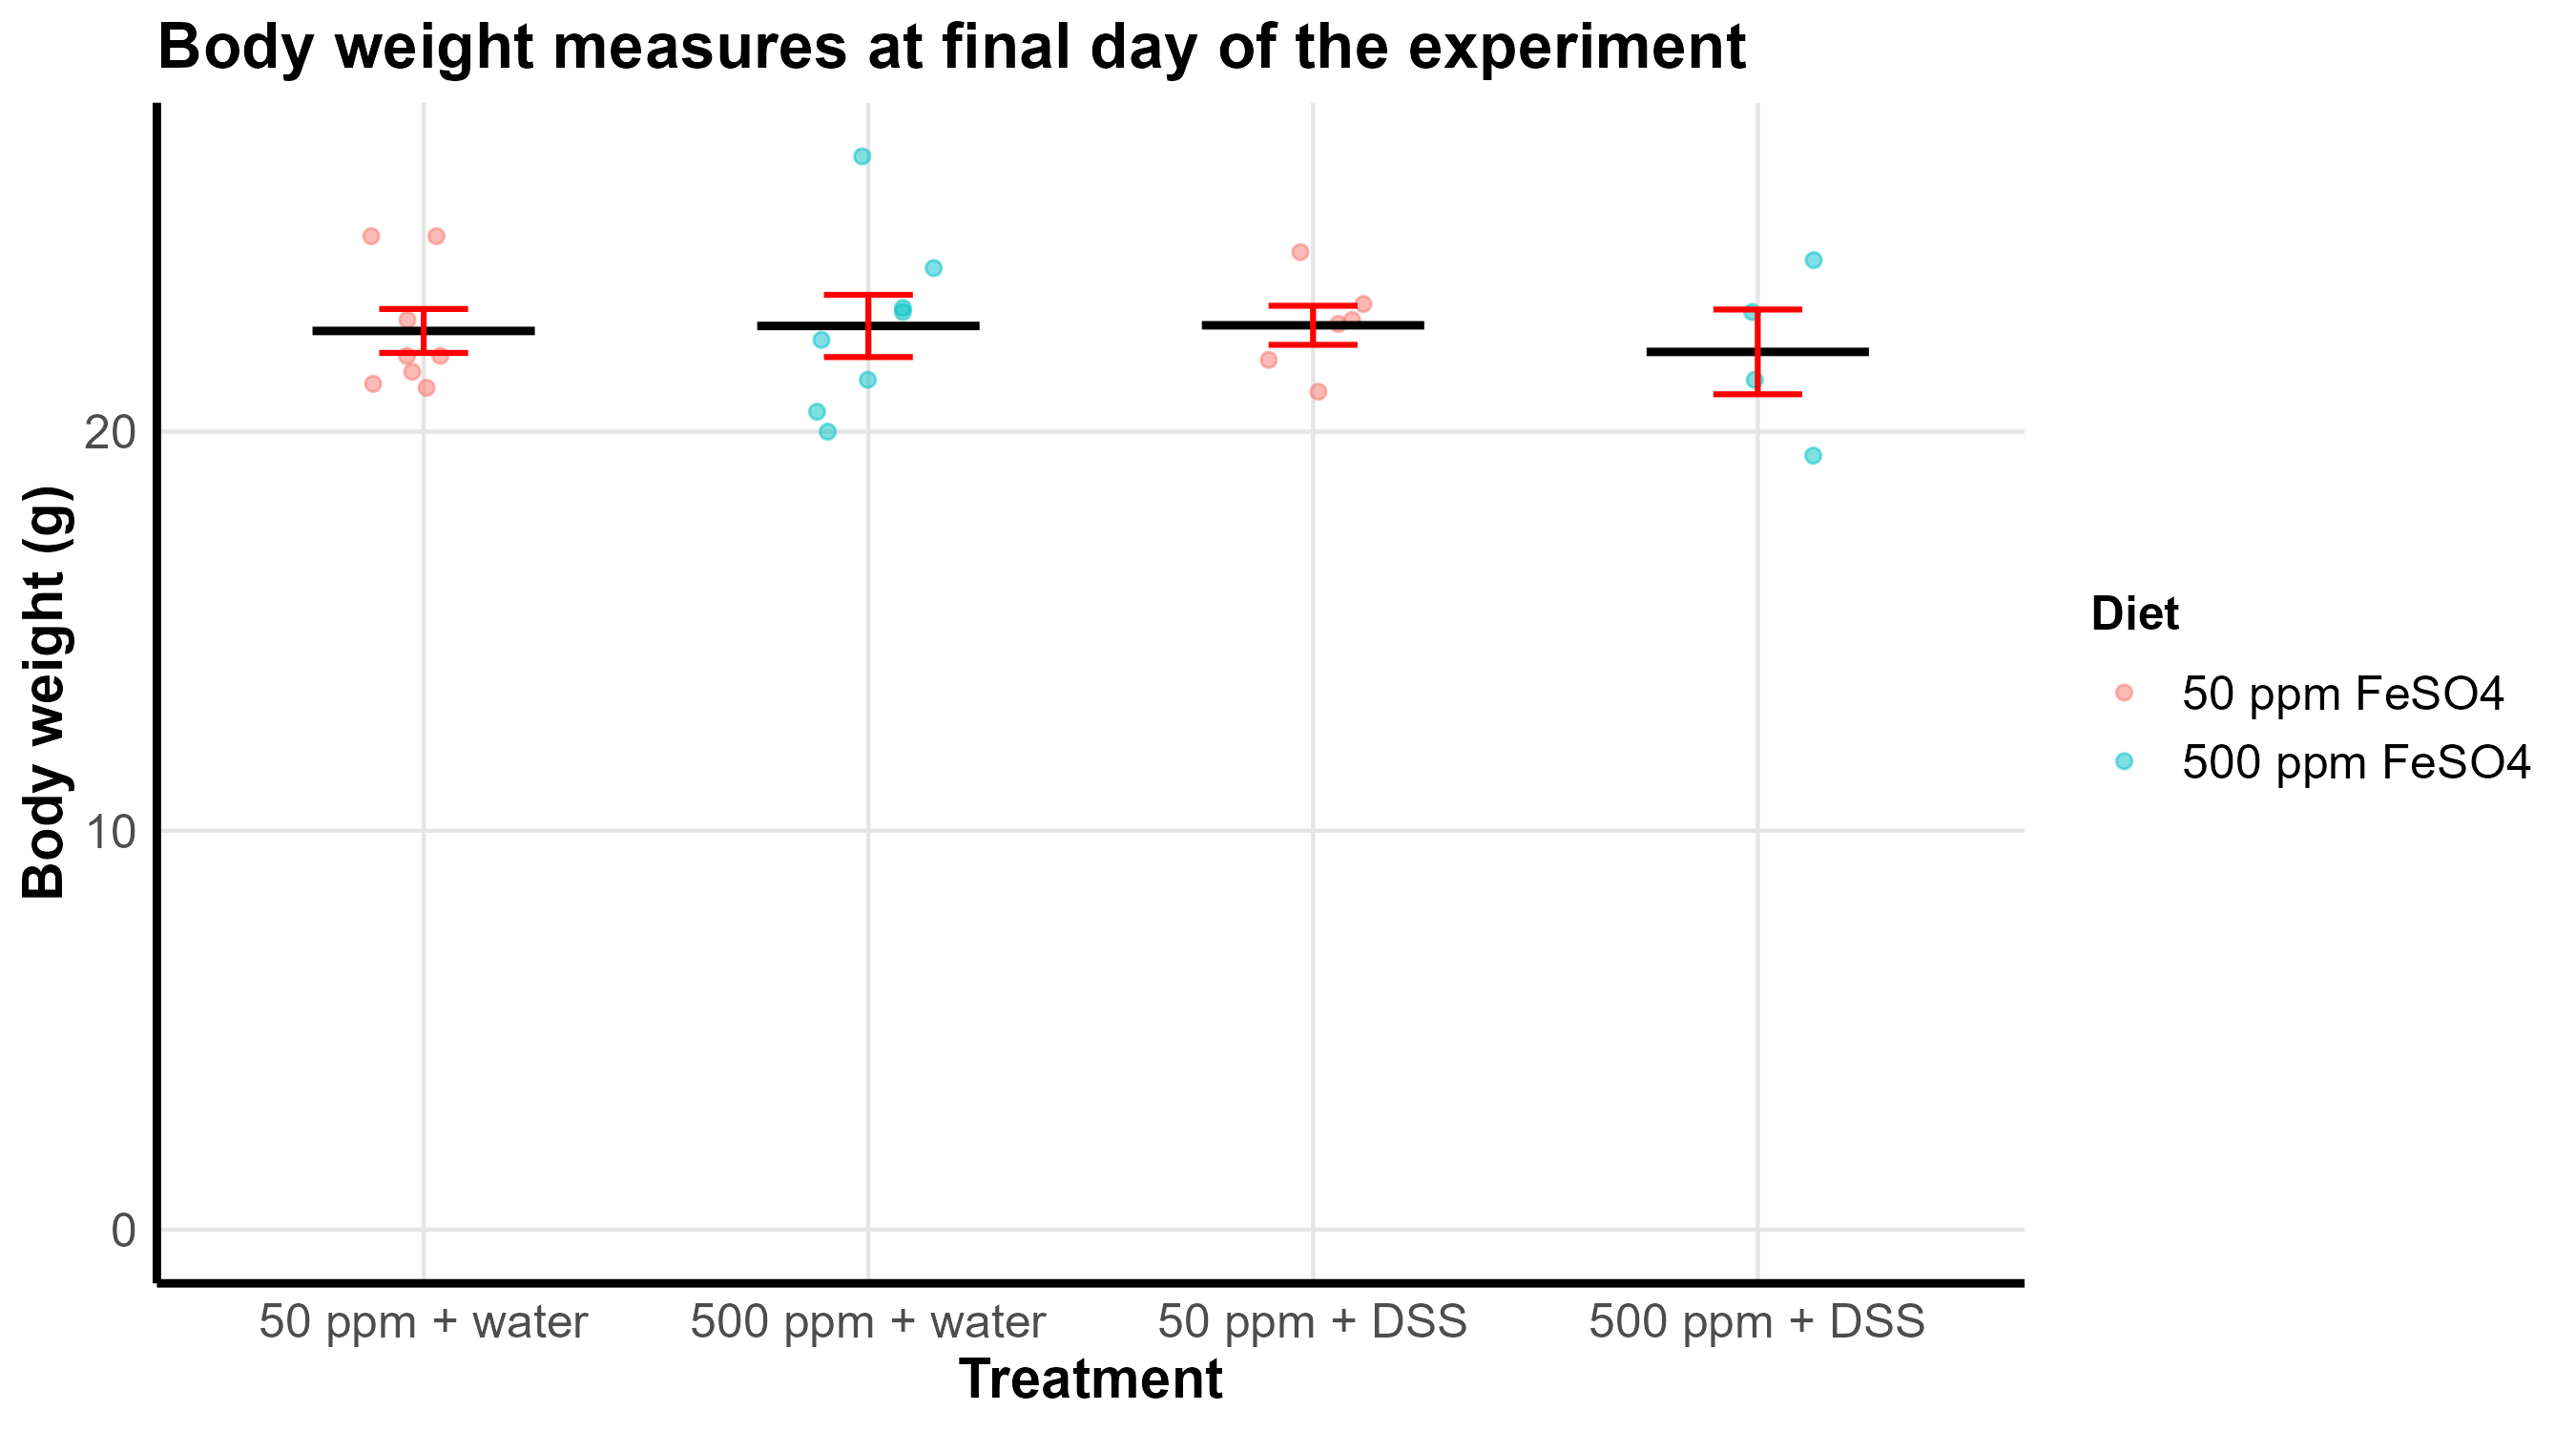 Body weight measures at final day of the experiment
Body weight (g)
20
10
0
50 ppm + water
500 ppm + water
50 ppm + DSS
500 ppm + DSS
Treatment
Diet
50 ppm FeSO4
500 ppm FeSO4